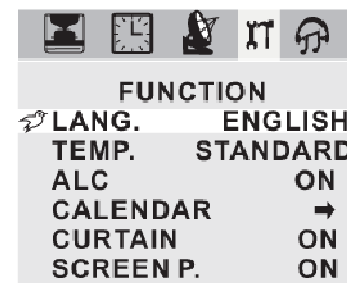 FUNCTION
LANG. ENGLISH
TEMP. STANDARD
ALC ON
CALENDAR ➡
CURTAIN ON
SCREEN P. ON